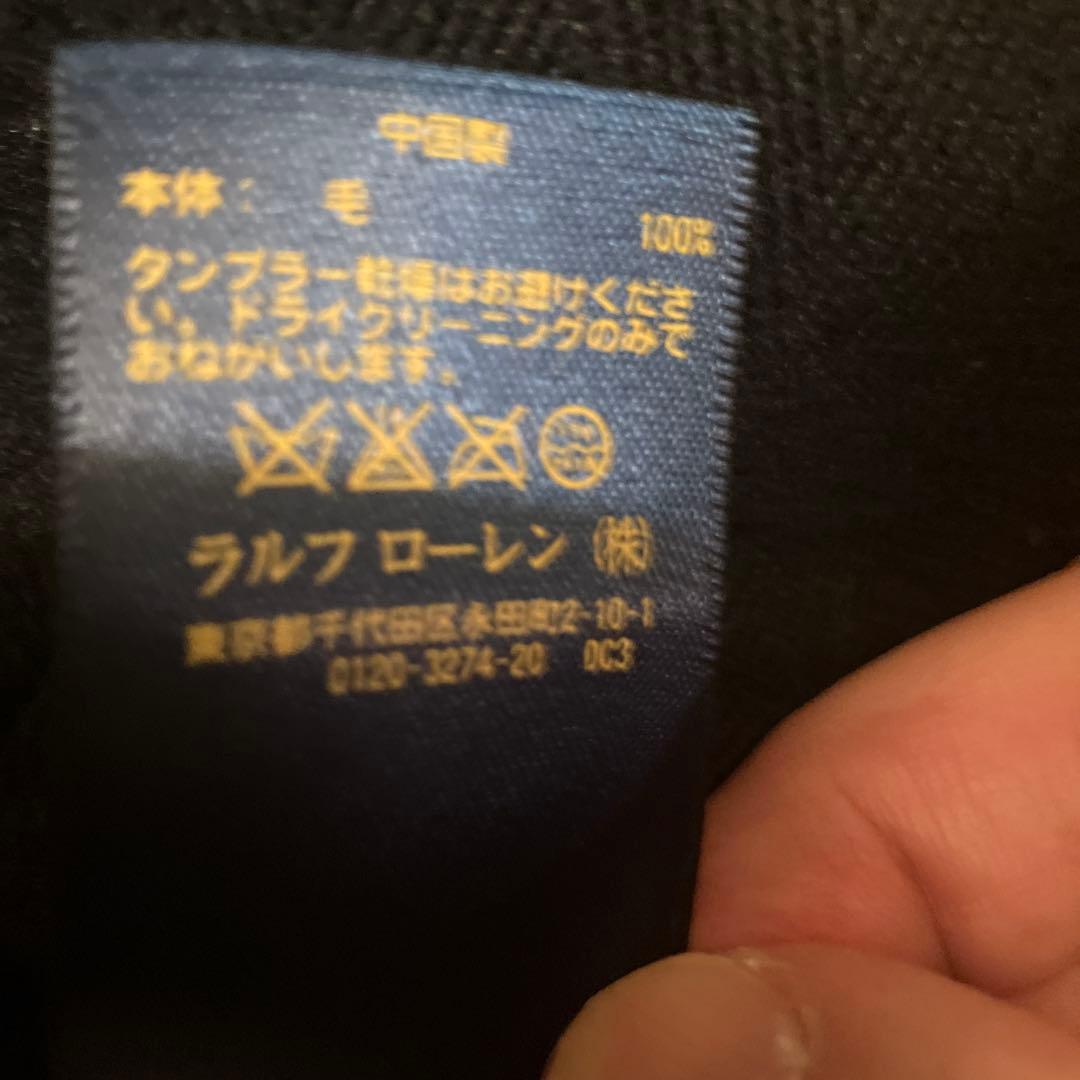 中国製
本体： 毛 100%
タンブラー乾燥はお避けくださ
い。ドライクリーニングのみで
おねがいします。
ラルフ ローレン (株)
東京都千代田区永田町2-10-1
0120-3274-20 DC3